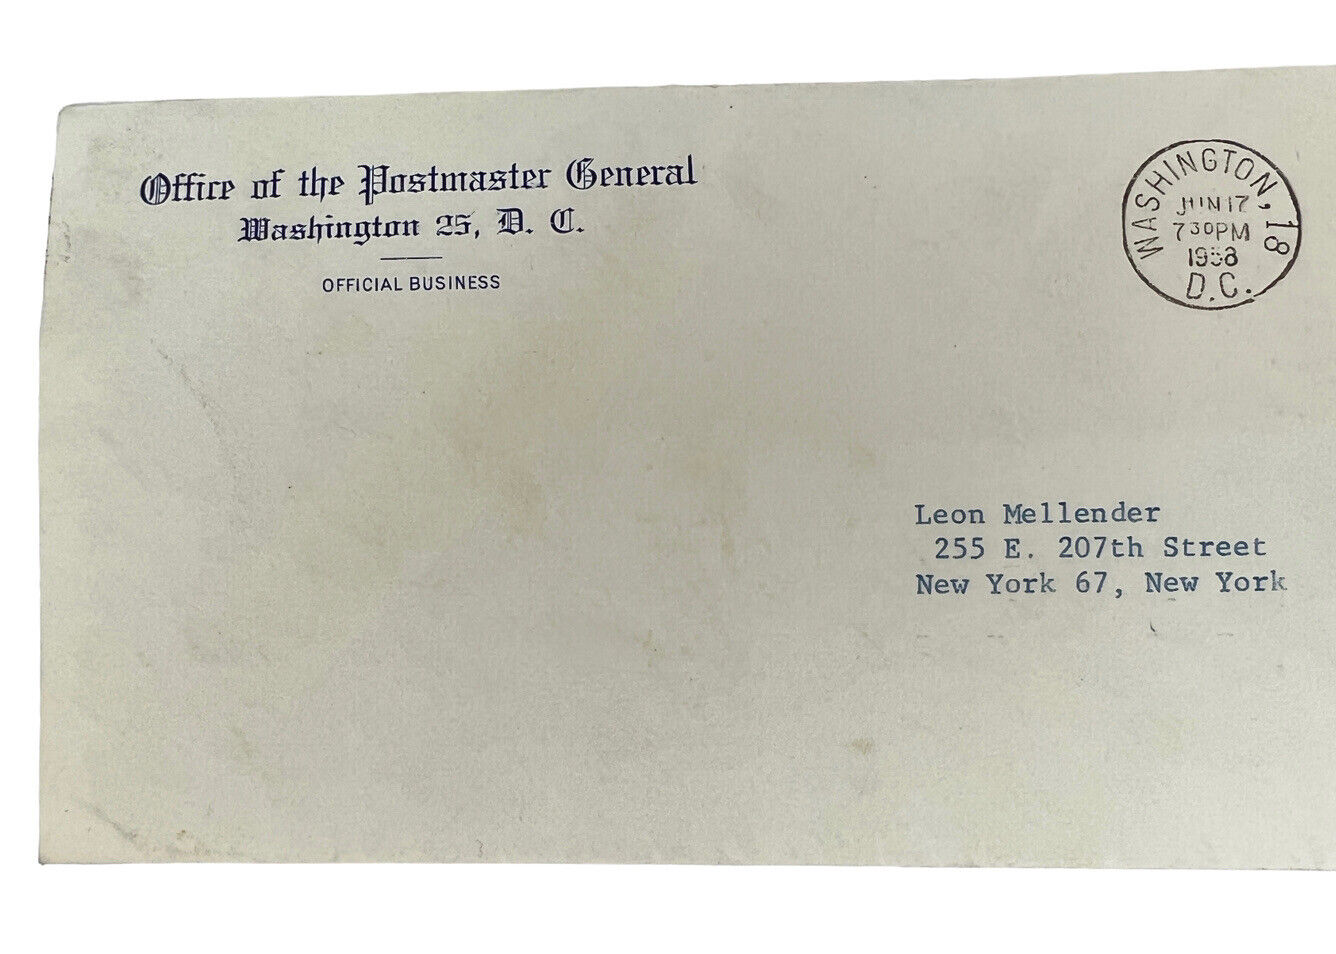 Office of the Postmaster General
Washington 25, D. C.
OFFICIAL BUSINESS
WASHINGTON, 18
JUN 17
7 30 PM
1958
D.C.
Leon Mellender
255 E. 207th Street
New York 67, New York